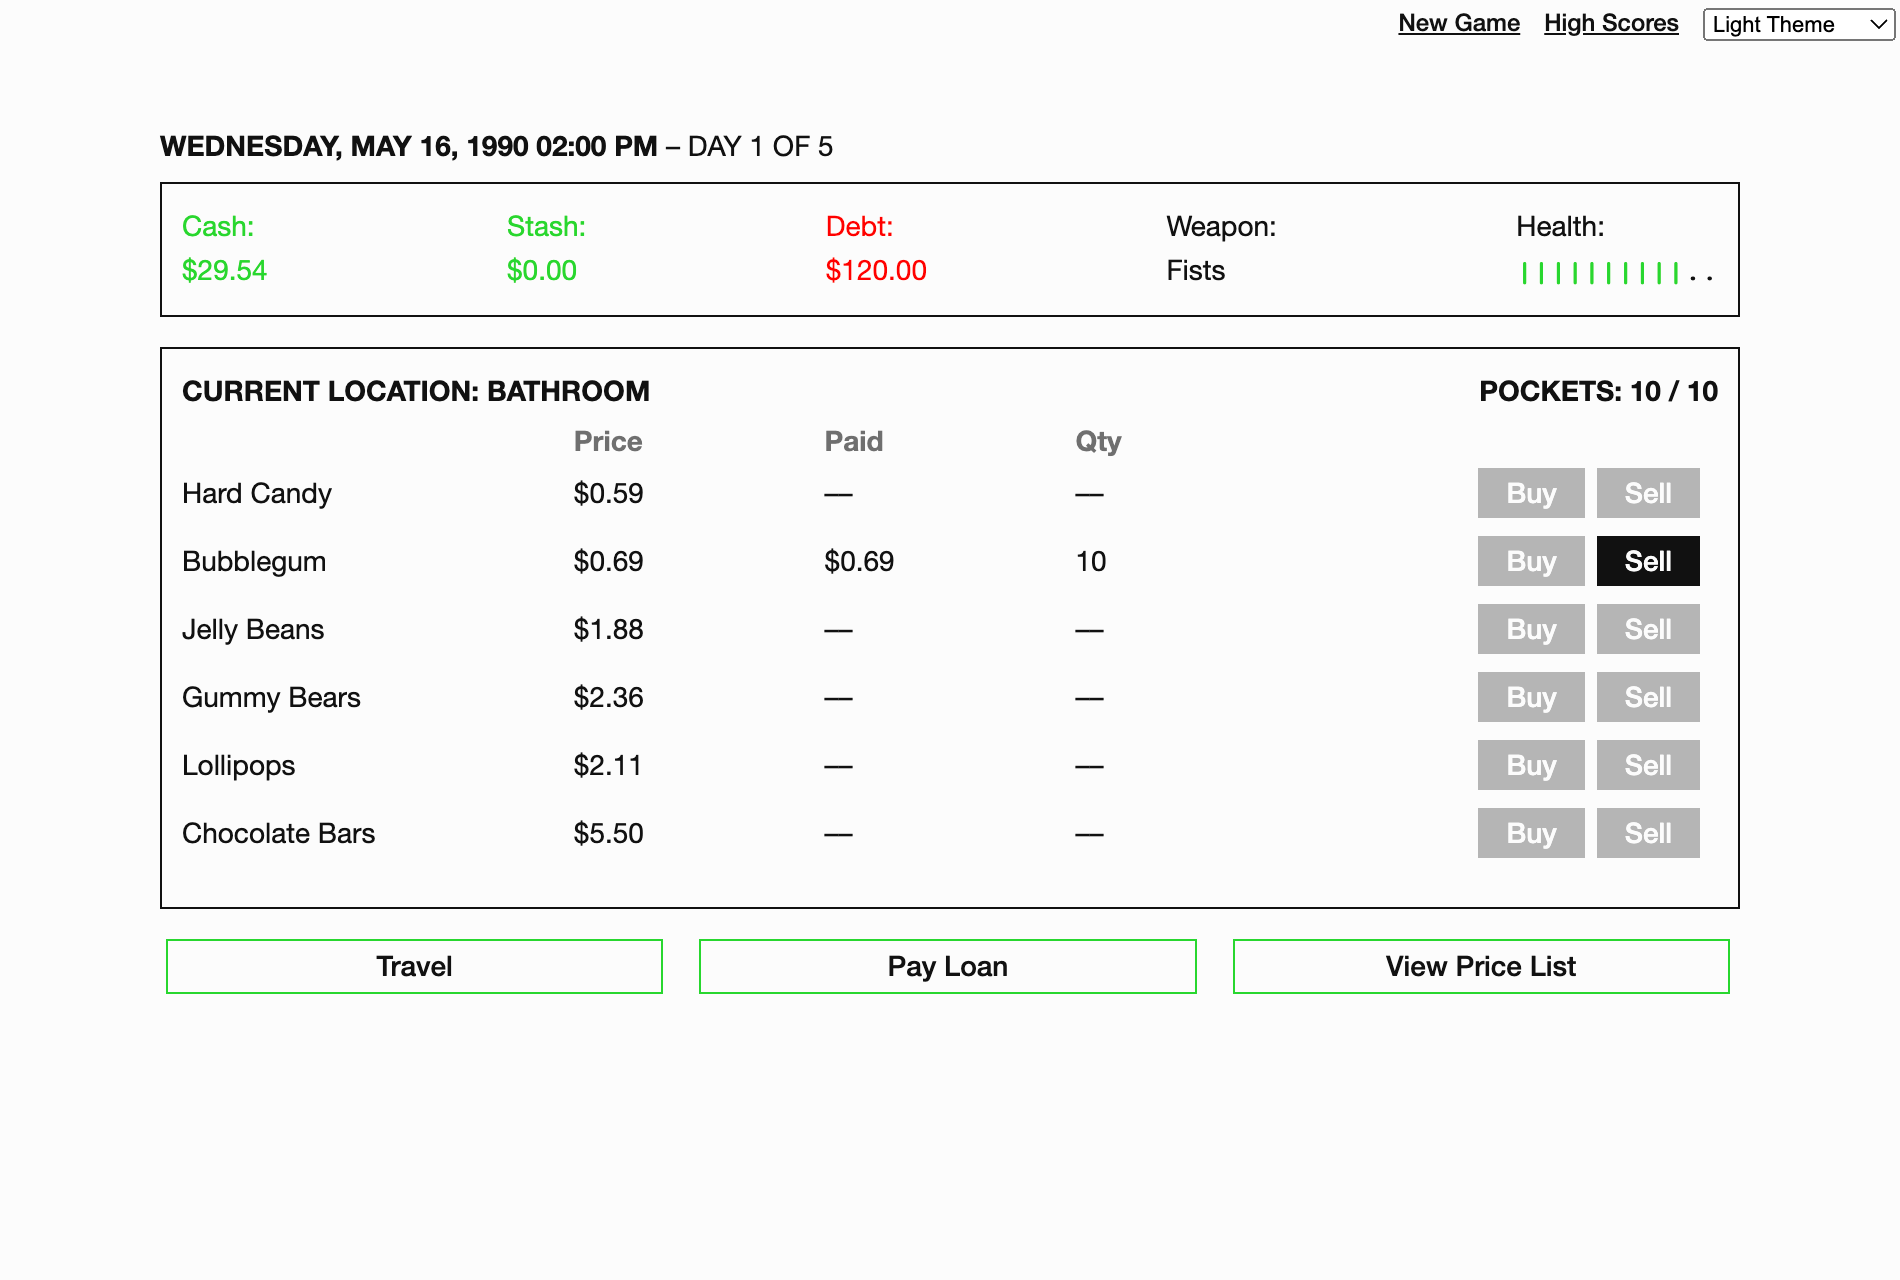 New Game High Scores Light Theme
WEDNESDAY, MAY 16, 1990 02:00 PM – DAY 1 OF 5
Cash: Stash: Debt: Weapon: Health:
$29.54 $0.00 $120.00 Fists ||||||||||..
CURRENT LOCATION: BATHROOM POCKETS: 10 / 10
Price Paid Qty
Hard Candy $0.59 — — Buy Sell
Bubblegum $0.69 $0.69 10 Buy Sell
Jelly Beans $1.88 — — Buy Sell
Gummy Bears $2.36 — — Buy Sell
Lollipops $2.11 — — Buy Sell
Chocolate Bars $5.50 — — Buy Sell
Travel Pay Loan View Price List